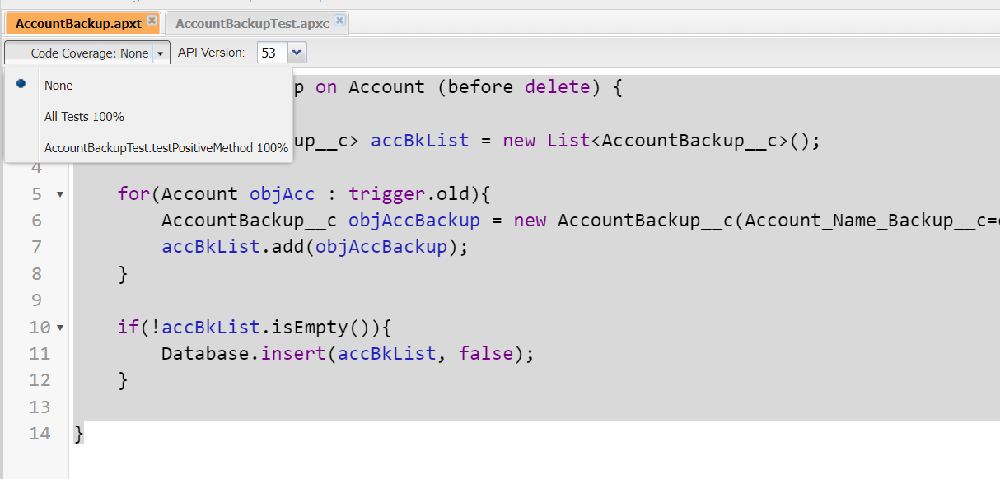 AccountBackup.apxt AccountBackupTest.apxc
Code Coverage: None API Version: 53
None
All Tests 100%
AccountBackupTest.testPositiveMethod 100%
p on Account (before delete) {
up__c> accBkList = new List<AccountBackup__c>();
4
5 for(Account objAcc : trigger.old){
6 AccountBackup__c objAccBackup = new AccountBackup__c(Account_Name_Backup__c=
7 accBkList.add(objAccBackup);
8 }
9
10 if(!accBkList.isEmpty()){
11 Database.insert(accBkList, false);
12 }
13
14 }